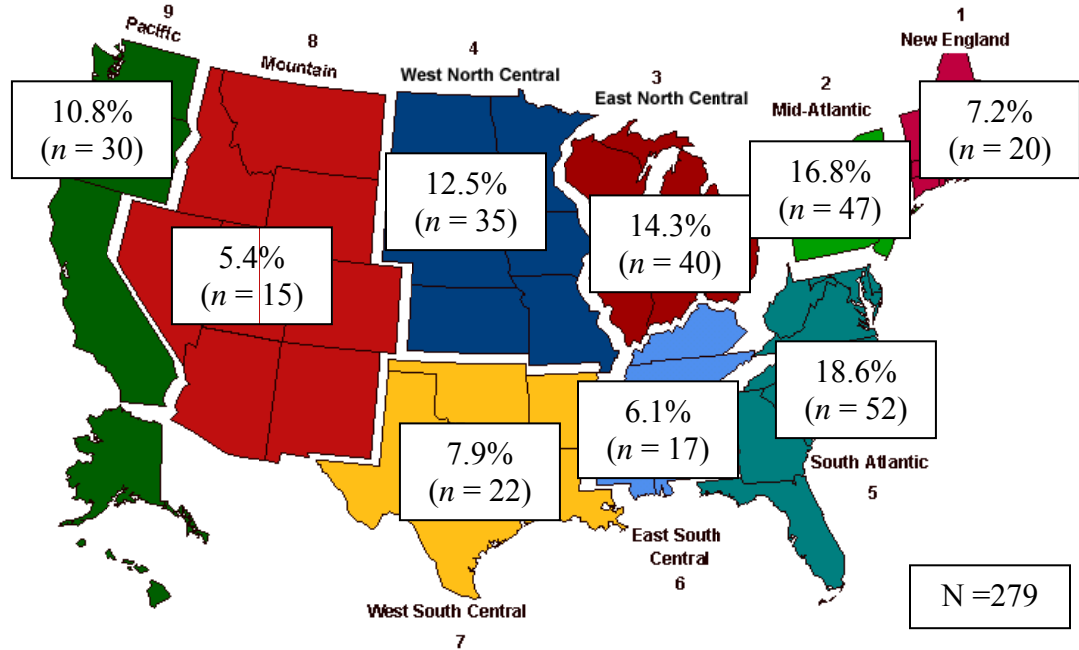 9
Pacific
8
Mountain
4
West North Central
3
East North Central
2
Mid-Atlantic
1
New England
10.8%
(n = 30)
5.4%
(n = 15)
12.5%
(n = 35)
14.3%
(n = 40)
16.8%
(n = 47)
7.2%
(n = 20)
7.9%
(n = 22)
6.1%
(n = 17)
18.6%
(n = 52)
South Atlantic
5
East South
Central
6
West South Central
7
N =279